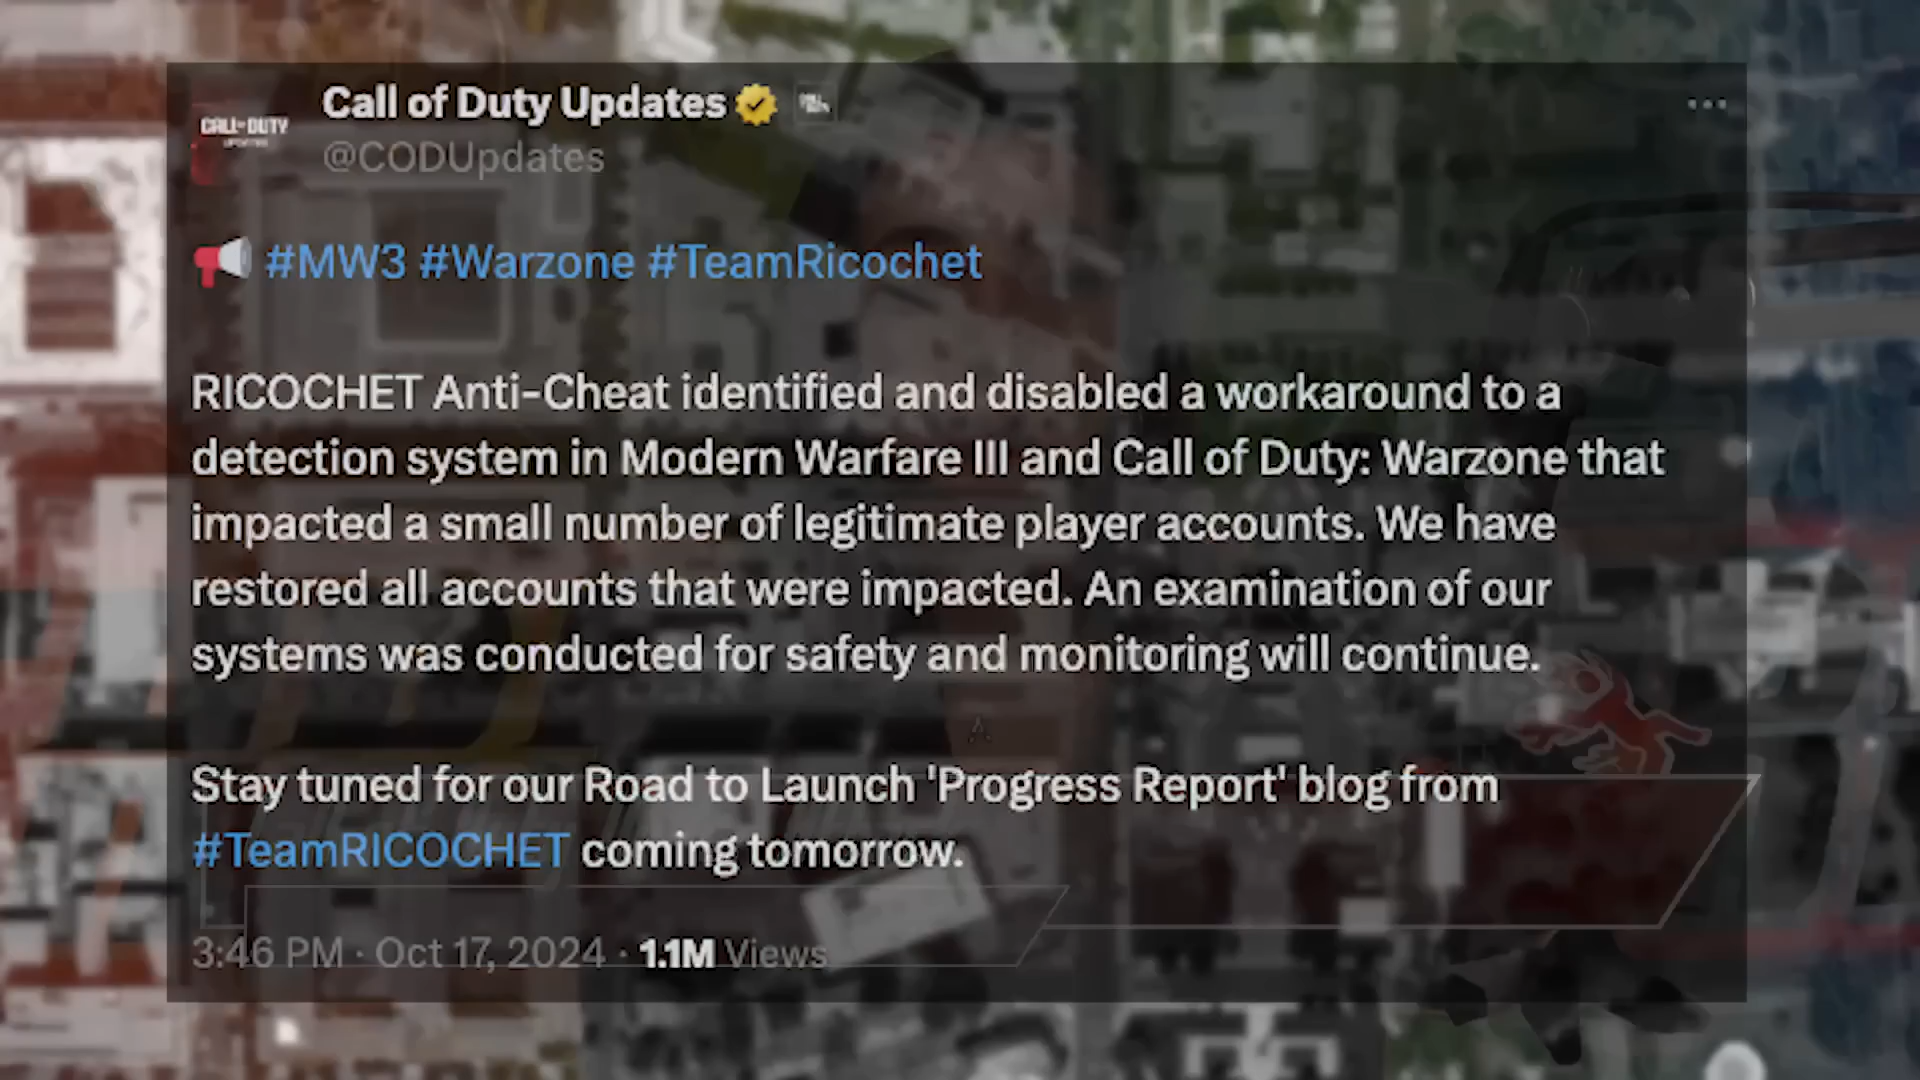 Call of Duty Updates
CALL OF DUTY
UPDATES
@CODUpdates
#MW3 #Warzone #TeamRicochet
RICOCHET Anti-Cheat identified and disabled a workaround to a
detection system in Modern Warfare III and Call of Duty: Warzone that
impacted a small number of legitimate player accounts. We have
restored all accounts that were impacted. An examination of our
systems was conducted for safety and monitoring will continue.
Stay tuned for our Road to Launch 'Progress Report' blog from
#TeamRICOCHET coming tomorrow.
3:46 PM · Oct 17, 2024 · 1.1M Views